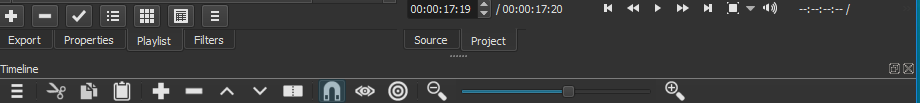 00:00:17:19 / 00:00:17:20 --:--:--:-- /
Export Properties Playlist Filters Source Project
Timeline